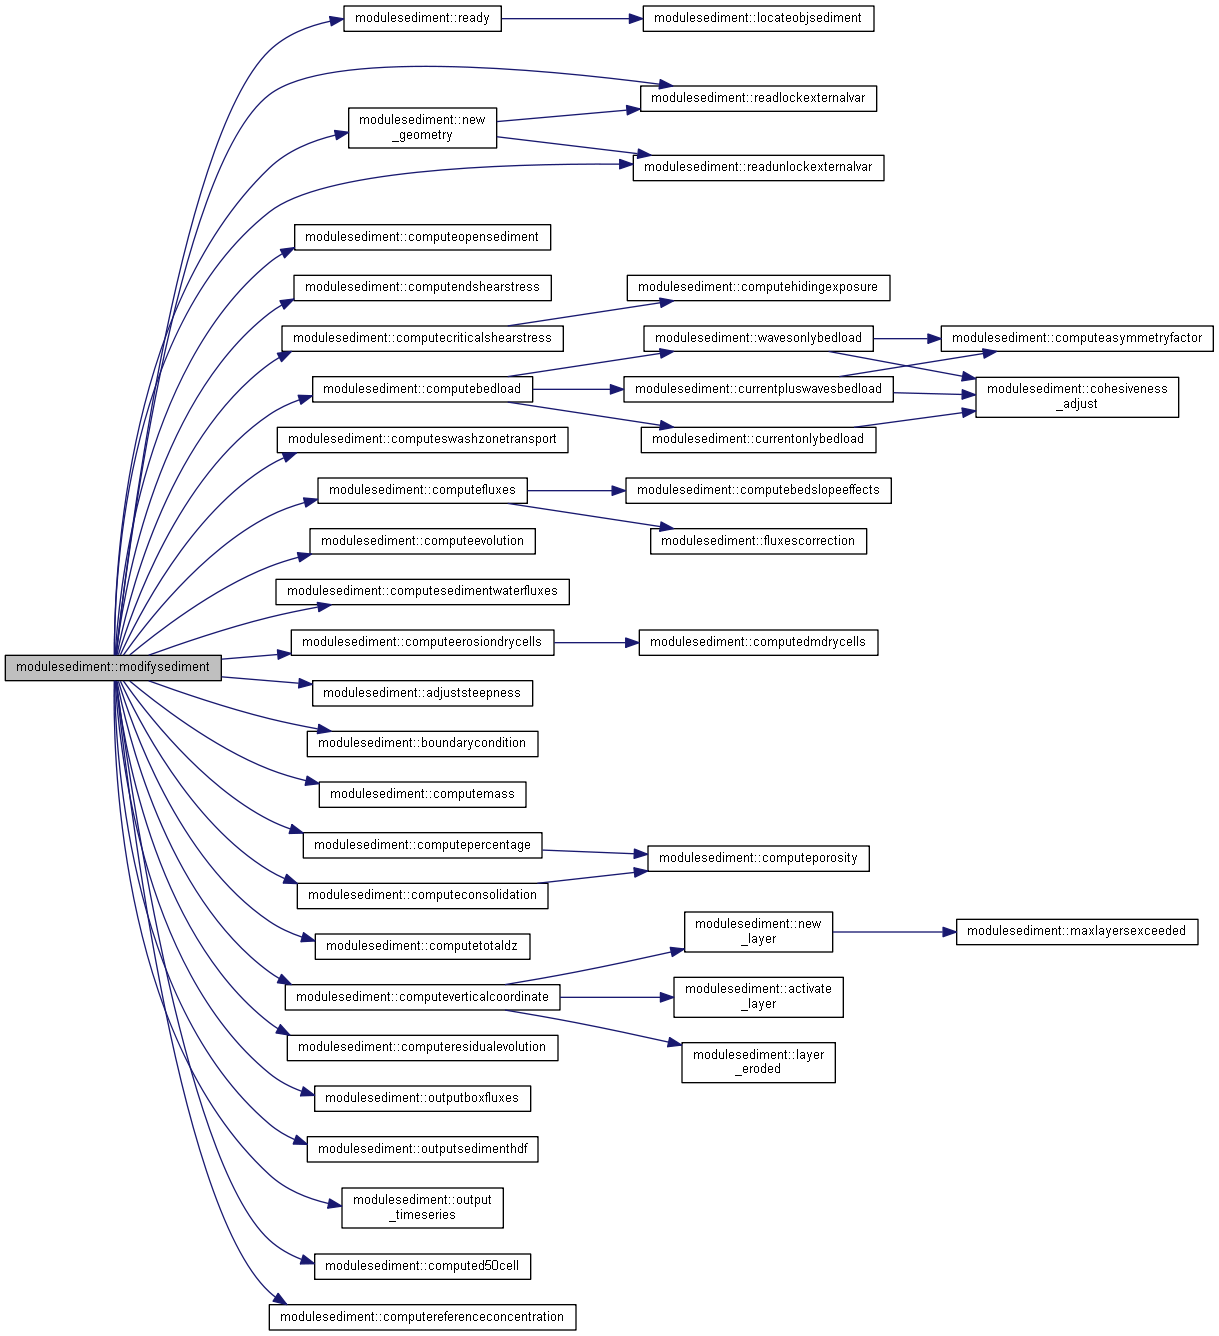 modulesediment::ready
modulesediment::locateobjsediment
modulesediment::readlockexternalvar
modulesediment::new
_geometry
modulesediment::readunlockexternalvar
modulesediment::computeopensediment
modulesediment::computendshearstress
modulesediment::computehidingexposure
modulesediment::computecriticalshearstress
modulesediment::wavesonlybedload
modulesediment::computeasymmetryfactor
modulesediment::computebedload
modulesediment::currentpluswavesbedload
modulesediment::cohesiveness
_adjust
modulesediment::computeswashzonetransport
modulesediment::currentonlybedload
modulesediment::computefluxes
modulesediment::computebedslopeeffects
modulesediment::computeevolution
modulesediment::fluxescorrection
modulesediment::computesedimentwaterfluxes
modulesediment::computeerosiondrycells
modulesediment::computedmdrycells
modulesediment::modifysediment
modulesediment::adjuststeepness
modulesediment::boundarycondition
modulesediment::computemass
modulesediment::computepercentage
modulesediment::computeporosity
modulesediment::computeconsolidation
modulesediment::new
_layer
modulesediment::maxlayersexceeded
modulesediment::computetotaldz
modulesediment::activate
_layer
modulesediment::computeverticalcoordinate
modulesediment::layer
_eroded
modulesediment::computeresidualevolution
modulesediment::outputboxfluxes
modulesediment::outputsedimenthdf
modulesediment::output
_timeseries
modulesediment::computed50cell
modulesediment::computereferenceconcentration